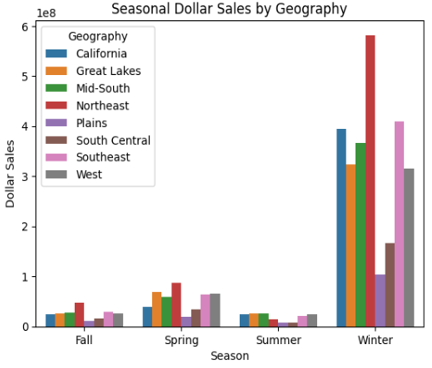 Seasonal Dollar Sales by Geography
1e8
Geography
California
Great Lakes
Mid-South
Northeast
Plains
South Central
Southeast
West
Dollar Sales
6
5
4
3
2
1
0
Fall Spring Summer Winter
Season